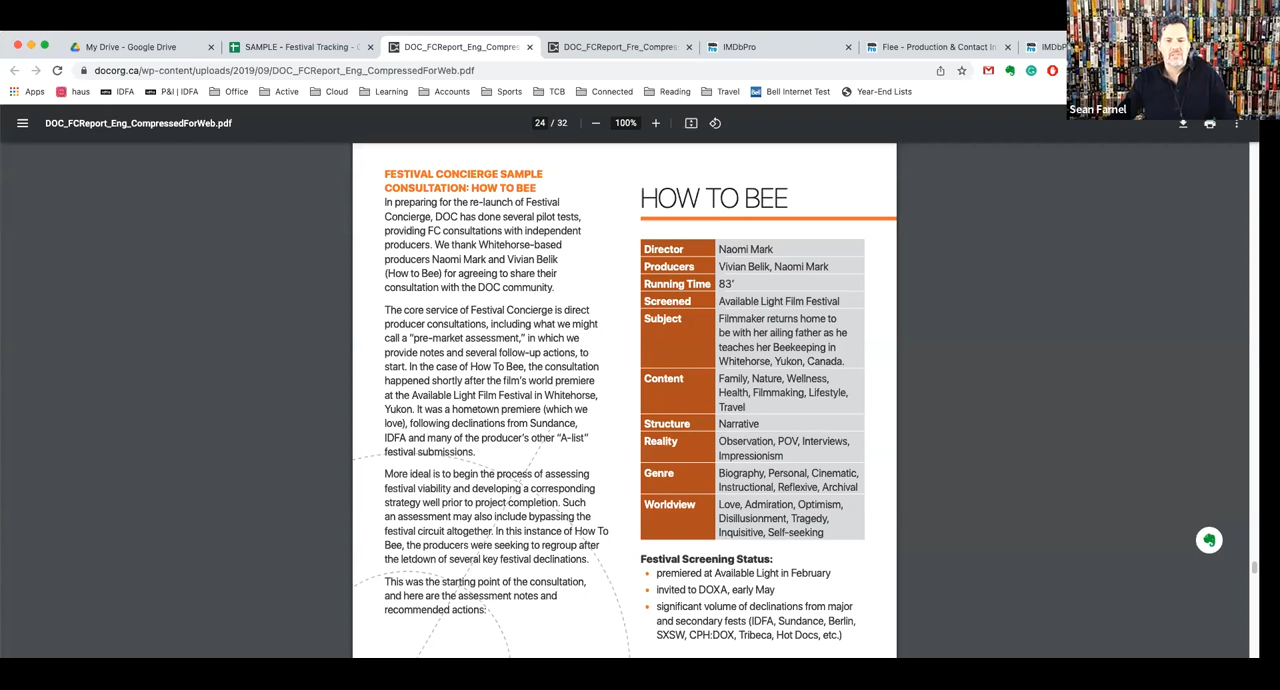 My Drive - Google Drive
SAMPLE - Festival Tracking - G
DOC_FCReport_Eng_Compres
DOC_FCReport_Fre_Compres
IMDbPro
Flee - Production & Contact In
IMDbP
docorg.ca/wp-content/uploads/2019/09/DOC_FCReport_Eng_CompressedForWeb.pdf
Apps
haus
IDFA
P&I | IDFA
Office
Active
Cloud
Learning
Accounts
Sports
TCB
Connected
Reading
Travel
Bell Internet Test
Year-End Lists
Sean Farnel
DOC_FCReport_Eng_CompressedForWeb.pdf
24 / 32
100%
FESTIVAL CONCIERGE SAMPLE
CONSULTATION: HOW TO BEE
In preparing for the re-launch of Festival
Concierge, DOC has done several pilot tests,
providing FC consultations with independent
producers. We thank Whitehorse-based
producers Naomi Mark and Vivian Belik
(How to Bee) for agreeing to share their
consultation with the DOC community.
The core service of Festival Concierge is direct
producer consultations, including what we might
call a “pre-market assessment,” in which we
provide notes and several follow-up actions, to
start. In the case of How To Bee, the consultation
happened shortly after the film’s world premiere
at the Available Light Film Festival in Whitehorse,
Yukon. It was a hometown premiere (which we
love), following declinations from Sundance,
IDFA and many of the producer’s other “A-list”
festival submissions.
More ideal is to begin the process of assessing
festival viability and developing a corresponding
strategy well prior to project completion. Such
an assessment may also include bypassing the
festival circuit altogether. In this instance of How To
Bee, the producers were seeking to regroup after
the letdown of several key festival declinations.
This was the starting point of the consultation,
and here are the assessment notes and
recommended actions:
HOW TO BEE
Director Naomi Mark
Producers Vivian Belik, Naomi Mark
Running Time 83’
Screened Available Light Film Festival
Subject Filmmaker returns home to
be with her ailing father as he
teaches her Beekeeping in
Whitehorse, Yukon, Canada.
Content Family, Nature, Wellness,
Health, Filmmaking, Lifestyle,
Travel
Structure Narrative
Reality Observation, POV, Interviews,
Impressionism
Genre Biography, Personal, Cinematic,
Instructional, Reflexive, Archival
Worldview Love, Admiration, Optimism,
Disillusionment, Tragedy,
Inquisitive, Self-seeking
Festival Screening Status:
• premiered at Available Light in February
• invited to DOXA, early May
• significant volume of declinations from major
and secondary fests (IDFA, Sundance, Berlin,
SXSW, CPH:DOX, Tribeca, Hot Docs, etc.)